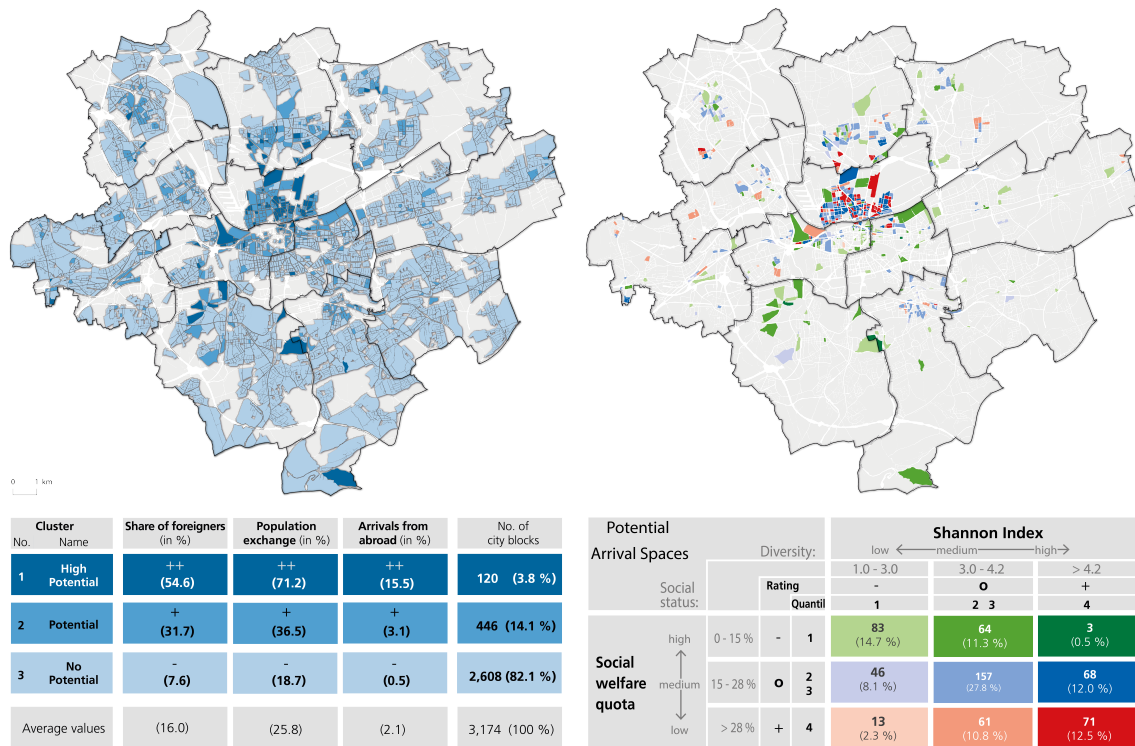 0 1 km
Cluster
No. Name
Share of foreigners
(in %)
Population
exchange (in %)
Arrivals from
abroad (in %)
No. of
city blocks
1 High
Potential
++
(54.6)
++
(71.2)
++
(15.5)
120 (3.8 %)
2 Potential
+
(31.7)
+
(36.5)
+
(3.1)
446 (14.1 %)
3 No
Potential
-
(7.6)
-
(18.7)
-
(0.5)
2,608 (82.1 %)
Average values (16.0) (25.8) (2.1) 3,174 (100 %)
Potential
Arrival Spaces
Diversity:
Social
status:
Rating
Quantil
Shannon Index
low medium high
1.0 - 3.0 3.0 - 4.2 > 4.2
- o +
1 2 3 4
Social
welfare
quota
high
medium
low
0 - 15 % - 1
83
(14.7 %)
64
(11.3 %)
3
(0.5 %)
15 - 28 % o 2
3
46
(8.1 %)
157
(27.8 %)
68
(12.0 %)
> 28 % + 4
13
(2.3 %)
61
(10.8 %)
71
(12.5 %)